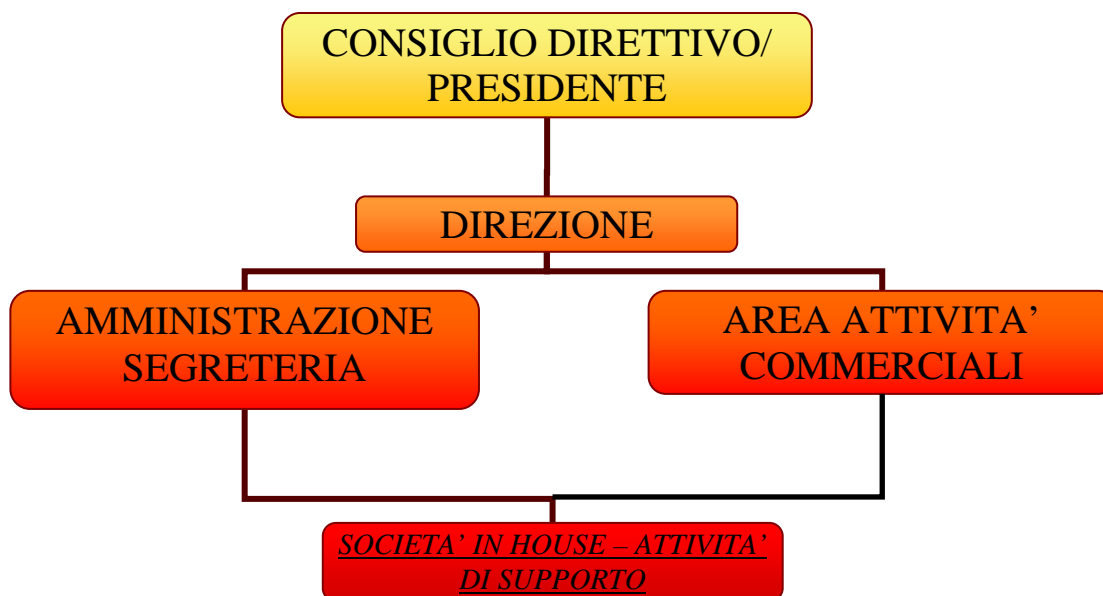 CONSIGLIO DIRETTIVO/
PRESIDENTE
DIREZIONE
AMMINISTRAZIONE
SEGRETERIA
AREA ATTIVITA’
COMMERCIALI
SOCIETA’ IN HOUSE – ATTIVITA’
DI SUPPORTO